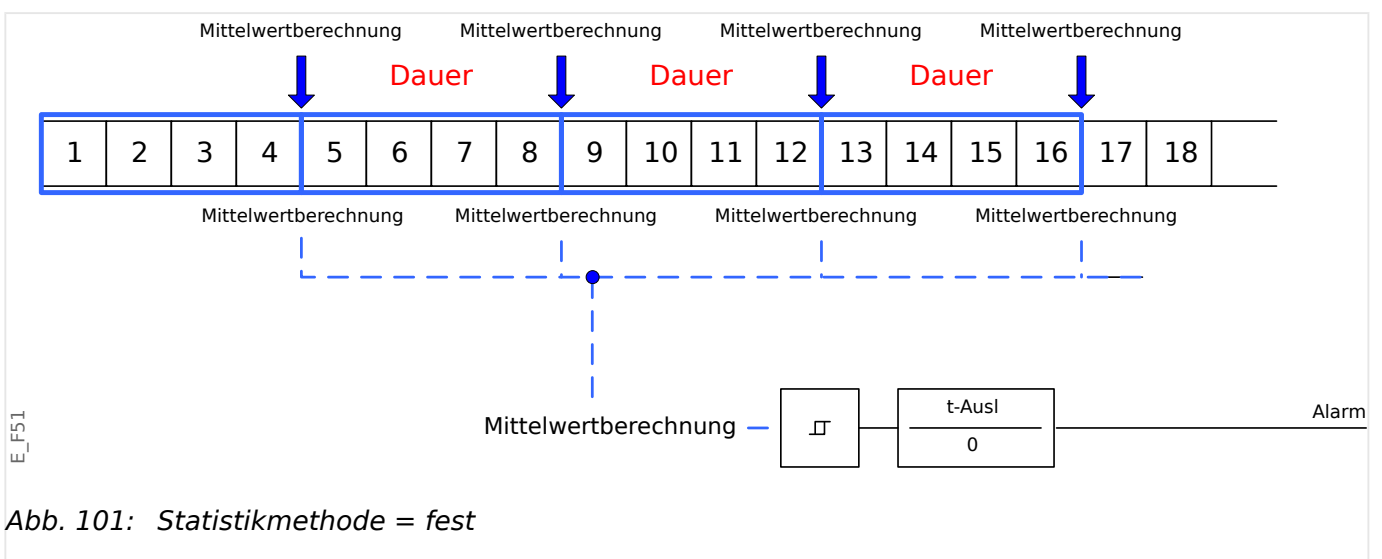 Mittelwertberechnung Mittelwertberechnung Mittelwertberechnung Mittelwertberechnung
Dauer Dauer Dauer
1 2 3 4 5 6 7 8 9 10 11 12 13 14 15 16 17 18
Mittelwertberechnung Mittelwertberechnung Mittelwertberechnung Mittelwertberechnung
t-Ausl
Alarm
Mittelwertberechnung
0
E_F51
Abb. 101: Statistikmethode = fest